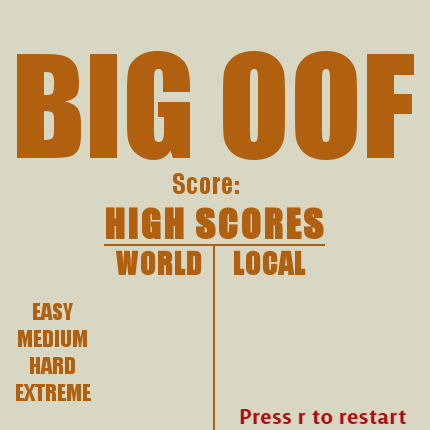 BIG OOF
Score:
HIGH SCORES
WORLD LOCAL
EASY
MEDIUM
HARD
EXTREME
Press r to restart